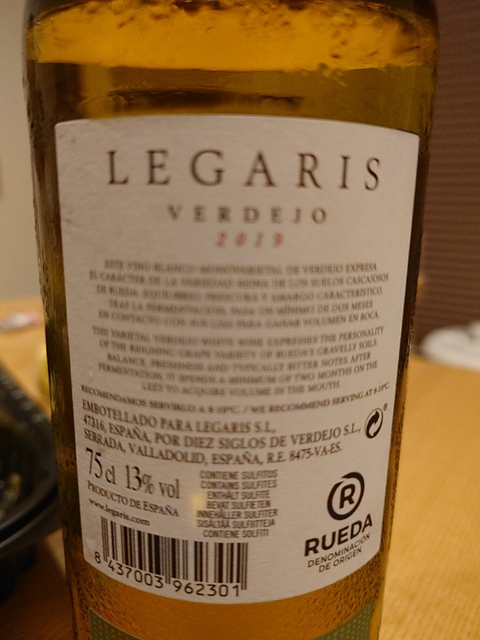 LEGARIS
VERDEJO
2019
ESTE VINO BLANCO MONOVARIETAL DE VERDEJO EXPRESA
EL CARÁCTER DE LA VARIEDAD REINA DE LOS SUELOS CASCAJOSOS
DE RUEDA. EQUILIBRIO, FRESCURA Y AMARGO CARACTERÍSTICO.
TRAS LA FERMENTACIÓN, PASA UN MÍNIMO DE DOS MESES
EN CONTACTO CON SUS LÍAS PARA GANAR VOLUMEN EN BOCA.
THIS VARIETAL VERDEJO WHITE WINE EXPRESSES THE PERSONALITY
OF THE REIGNING GRAPE VARIETY OF RUEDA'S GRAVELLY SOILS.
BALANCE, FRESHNESS AND TYPICALLY BITTER NOTES AFTER
FERMENTATION, IT SPENDS A MINIMUM OF TWO MONTHS ON THE
LEES TO ACQUIRE VOLUME IN THE MOUTH.
RECOMENDAMOS SERVIRLO A 8-10ºC. / WE RECOMMEND SERVING AT 8-10ºC.
EMBOTELLADO PARA LEGARIS S.L,
47316, ESPAÑA, POR DIEZ SIGLOS DE VERDEJO S.L.,
SERRADA, VALLADOLID, ESPAÑA, R.E. 8475-VA-ES.
75 cl 13% vol
PRODUCTO DE ESPAÑA
www.legaris.com
CONTIENE SULFITOS
CONTAINS SULPHITES
ENTHÄLT SULFITE
BEVAT SULFIETEN
INNEHÅLLER SULFITER
SISÄLTÄÄ SULFIITTEJA
CONTIENE SOLFITI
R
RUEDA
DENOMINACIÓN
DE ORIGEN
8 437003 962301